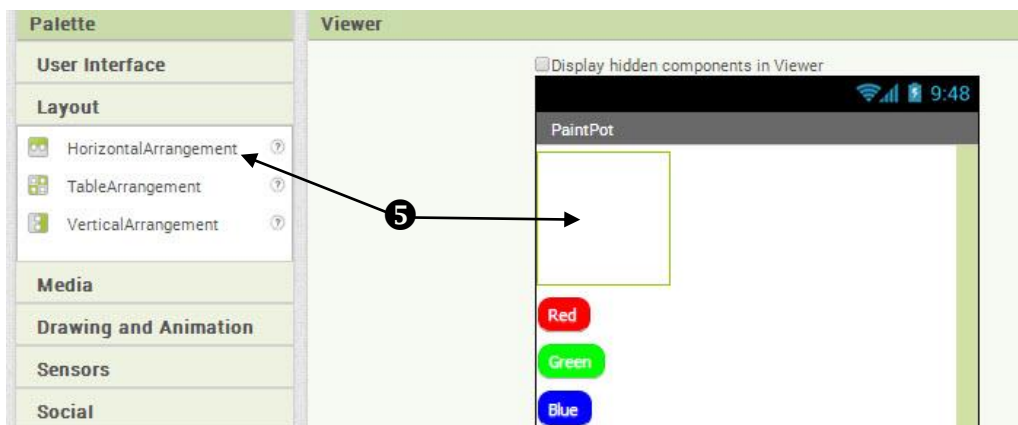 Palette
Viewer
User Interface
Display hidden components in Viewer
Layout
9:48
PaintPot
HorizontalArrangement ?
TableArrangement ?
VerticalArrangement ?
❺
Media
Drawing and Animation
Sensors
Social
Red
Green
Blue